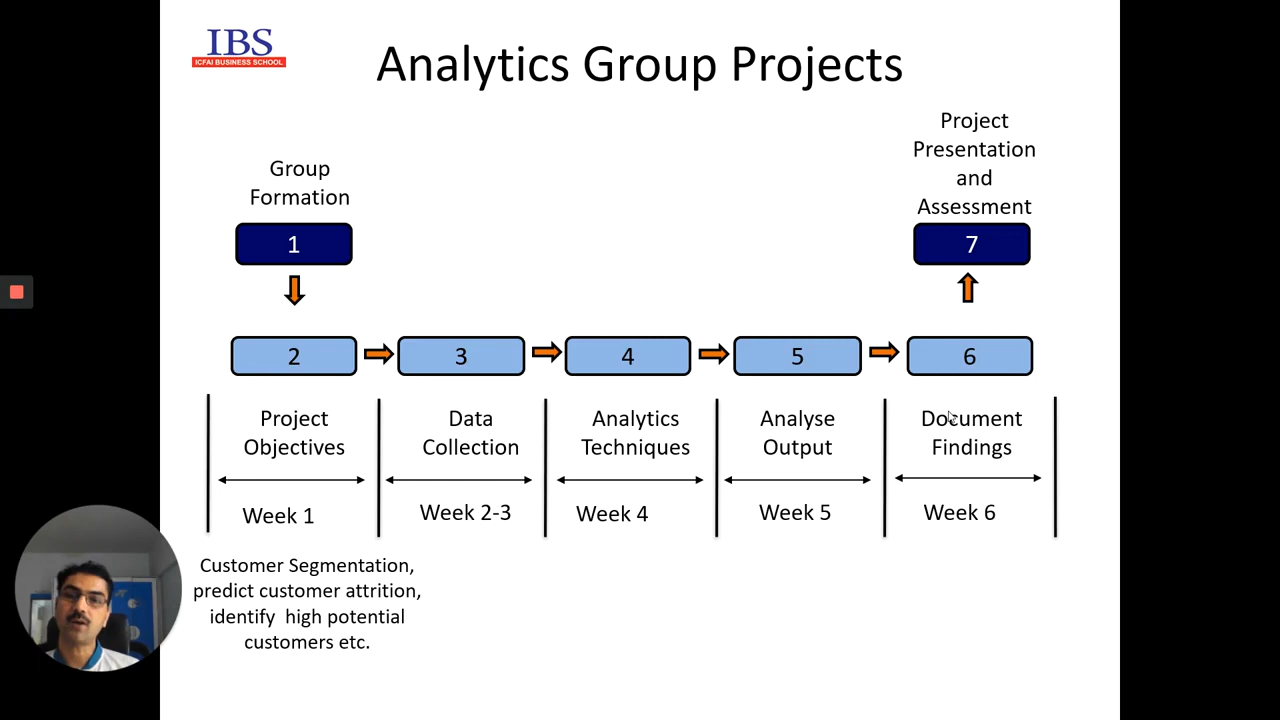 IBS
ICFAI BUSINESS SCHOOL
Analytics Group Projects
Group
Formation
1
Project
Presentation
and
Assessment
7
2
3
4
5
6
Project
Objectives
Data
Collection
Analytics
Techniques
Analyse
Output
Document
Findings
Week 1
Week 2-3
Week 4
Week 5
Week 6
Customer Segmentation,
predict customer attrition,
identify high potential
customers etc.